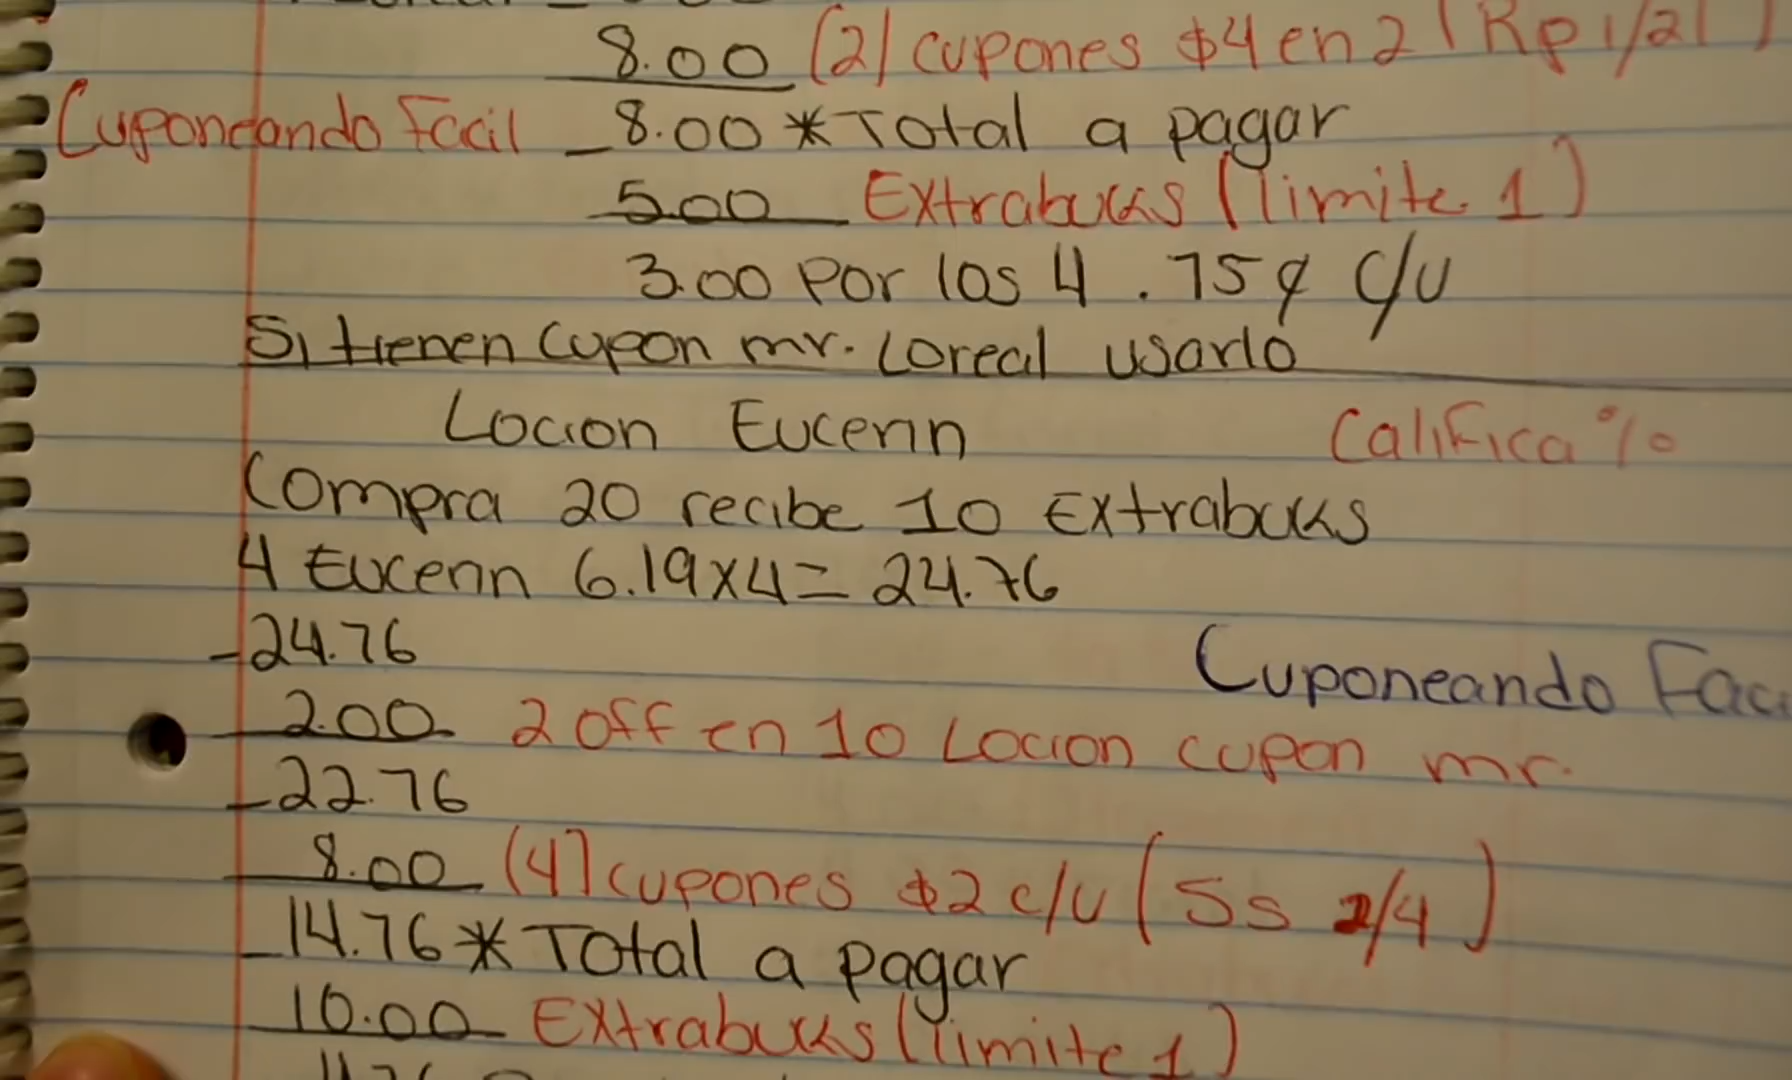 8.00 (2) cupones $4 en 2 (Rp 1/21)
Cuponeando Facil -8.00 * Total a pagar
5.00 Extrabucks (limite 1)
3.00 Por los 4 .75¢ c/u
Si tienen cupon mr. Loreal usarlo
Locion Eucerin Califica %
Compra 20 recibe 10 Extrabucks
4 Eucerin 6.19x4= 24.76
-24.76
Cuponeando Fac
2.00 2 off en 10 Locion cupon mr.
-22.76
8.00 (4) cupones $2 c/u (Ss 2/4)
-14.76 * Total a pagar
10.00 Extrabucks (limite 1)